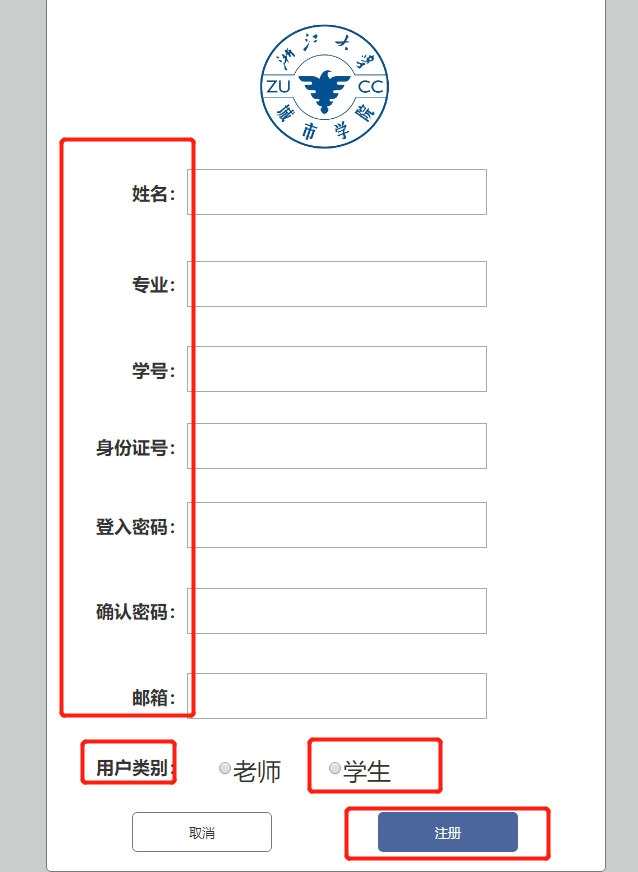 浙江大学
ZU CC
城市学院
姓名：
专业：
学号：
身份证号：
登入密码：
确认密码：
邮箱：
用户类别： 老师 学生
取消 注册